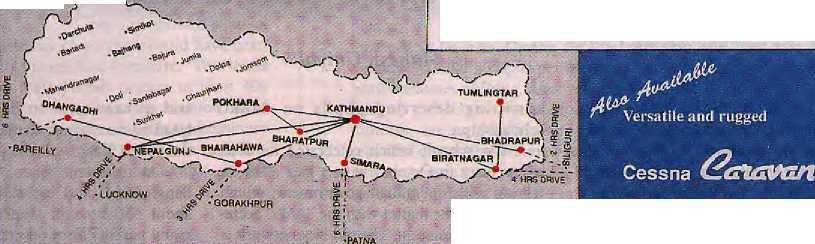 Darchula
Simikot
Baitadi
Bajhang
Bajura
Jumla
Dolpa
Jomsom
Mahendranagar
Doti
Sanfebagar
Chaurjhari
Surkhet
DHANGADHI
POKHARA
KATHMANDU
TUMLINGTAR
NEPALGUNJ
BHAIRAHAWA
BHARATPUR
SIMARA
BIRATNAGAR
BHADRAPUR
6 HRS DRIVE
BAREILLY
4 HRS DRIVE
LUCKNOW
3 HRS DRIVE
GORAKHPUR
6 HRS DRIVE
PATNA
4 HRS DRIVE
2 HRS DRIVE
SILIGURI
Also Available
Versatile and rugged
Cessna Caravan